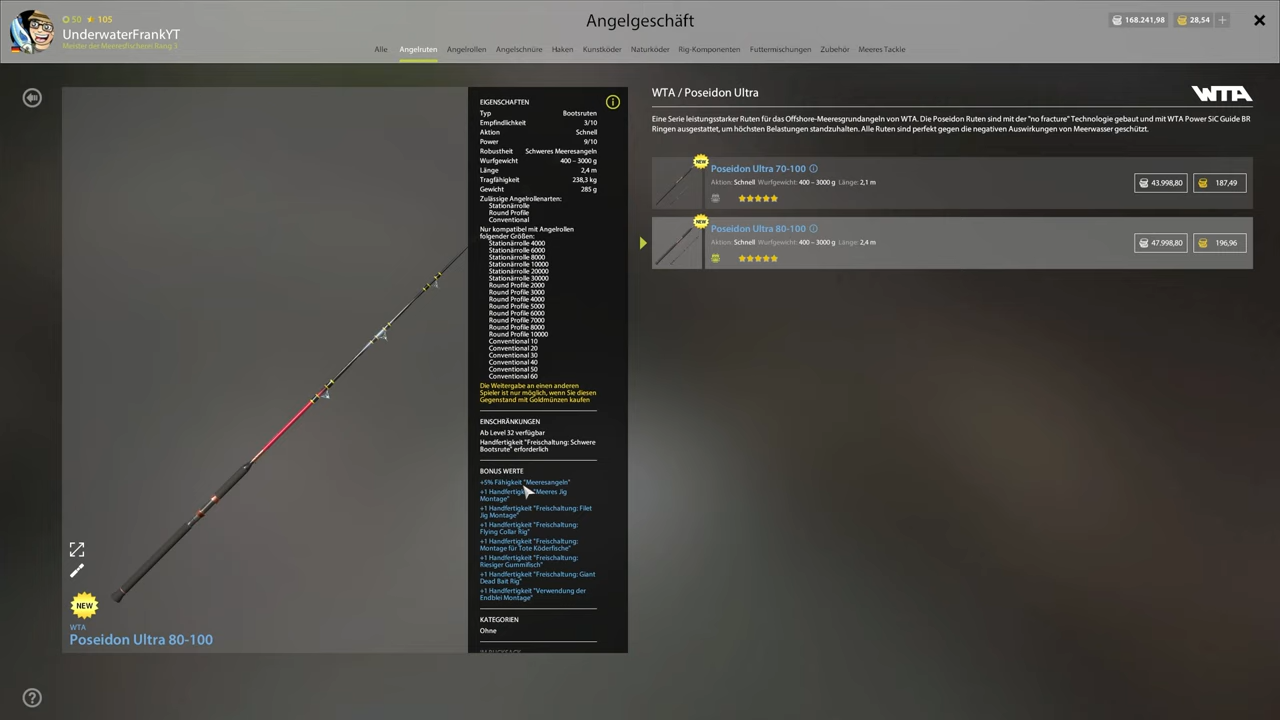 50 105
UnderwaterFrankYT
Meister der Meeresfischerei Rang 3
Angelgeschäft
168.241,98 28,54 +
Alle Angelruten Angelrollen Angelschnüre Haken Kunstköder Naturköder Rig-Komponenten Futtermischungen Zubehör Meeres Tackle
NEW
WTA
Poseidon Ultra 80-100
EIGENSCHAFTEN
Typ Bootsruten
Empfindlichkeit 3/10
Aktion Schnell
Power 9/10
Robustheit Schweres Meeresangeln
Wurfgewicht 400 – 3000 g
Länge 2,4 m
Tragfähigkeit 238,3 kg
Gewicht 285 g
Zulässige Angelrollenarten:
Stationärrolle
Round Profile
Conventional
Nur kompatibel mit Angelrollen
folgender Größen:
Stationärrolle 4000
Stationärrolle 6000
Stationärrolle 8000
Stationärrolle 10000
Stationärrolle 20000
Stationärrolle 30000
Round Profile 2000
Round Profile 3000
Round Profile 4000
Round Profile 5000
Round Profile 6000
Round Profile 7000
Round Profile 8000
Round Profile 10000
Conventional 10
Conventional 20
Conventional 30
Conventional 40
Conventional 50
Conventional 60
Die Weitergabe an einen anderen
Spieler ist nur möglich, wenn Sie diesen
Gegenstand mit Goldmünzen kaufen
EINSCHRÄNKUNGEN
Ab Level 32 verfügbar
Handfertigkeit "Freischaltung: Schwere
Bootsrute" erforderlich
BONUS WERTE
+5% Fähigkeit "Meeresangeln"
+1 Handfertigkeit "Meeres Jig
Montage"
+1 Handfertigkeit "Freischaltung: Filet
Jig Montage"
+1 Handfertigkeit "Freischaltung:
Flying Collar Rig"
+1 Handfertigkeit "Freischaltung:
Montage für Tote Köderfische"
+1 Handfertigkeit "Freischaltung:
Riesiger Gummifisch"
+1 Handfertigkeit "Freischaltung: Giant
Dead Bait Rig"
+1 Handfertigkeit "Verwendung der
Endblei Montage"
KATEGORIEN
Ohne
IM RUCKSACK
WTA / Poseidon Ultra
WTA
Eine Serie leistungsstarker Ruten für das Offshore-Meeresgrundangeln von WTA. Die Poseidon Ruten sind mit der "no fracture" Technologie gebaut und mit WTA Power SiC Guide BR
Ringen ausgestattet, um höchsten Belastungen standzuhalten. Alle Ruten sind perfekt gegen die negativen Auswirkungen von Meerwasser geschützt.
NEW
Poseidon Ultra 70-100
Aktion: Schnell Wurfgewicht: 400 – 3000 g Länge: 2,1 m
43.998,80 187,49
NEW
Poseidon Ultra 80-100
Aktion: Schnell Wurfgewicht: 400 – 3000 g Länge: 2,4 m
47.998,80 196,96
?